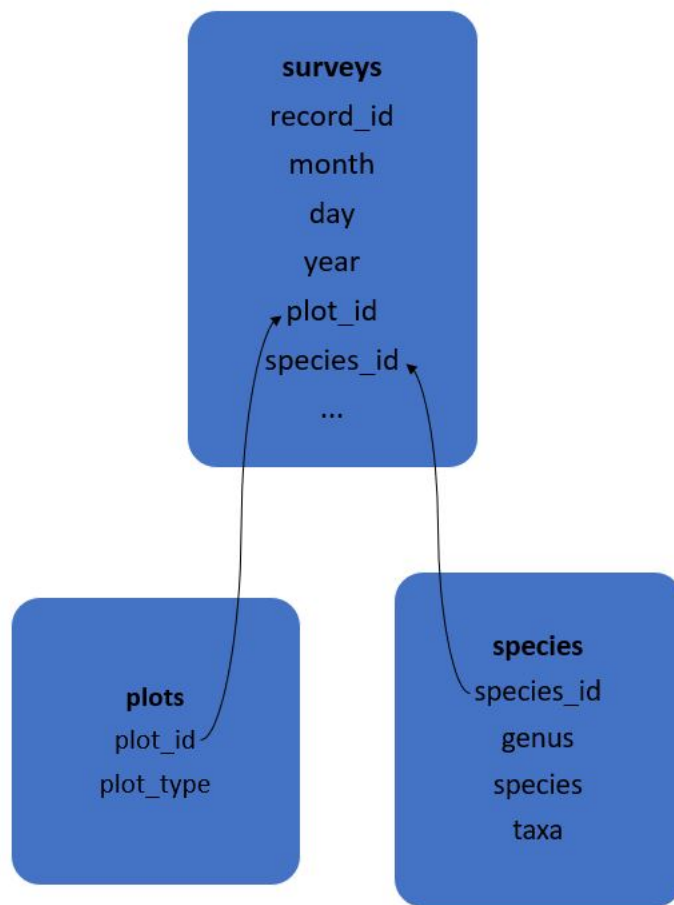 surveys
record_id
month
day
year
plot_id
species_id
...
plots
plot_id
plot_type
species
species_id
genus
species
taxa